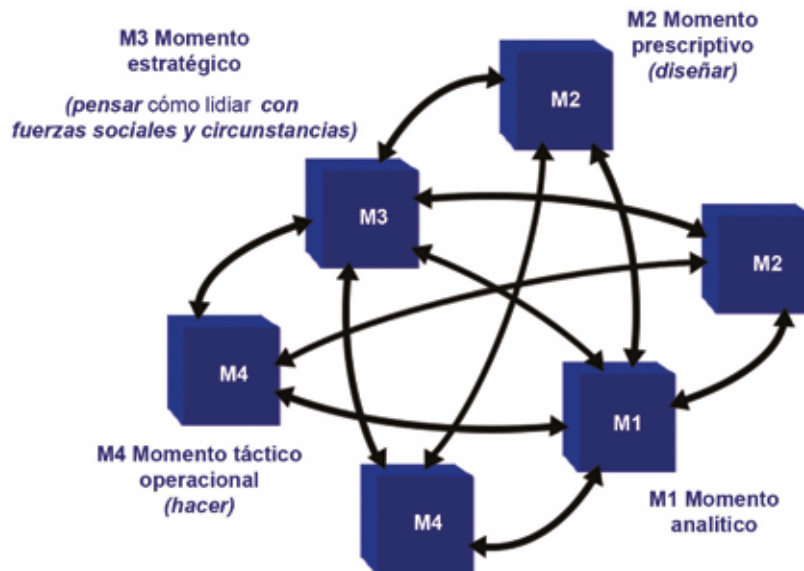 M3 Momento
estratégico
(pensar cómo lidiar con
fuerzas sociales y circunstancias)
M2 Momento
prescriptivo
(diseñar)
M2
M3
M2
M4
M1
M4 Momento táctico
operacional
(hacer)
M4
M1 Momento
analítico